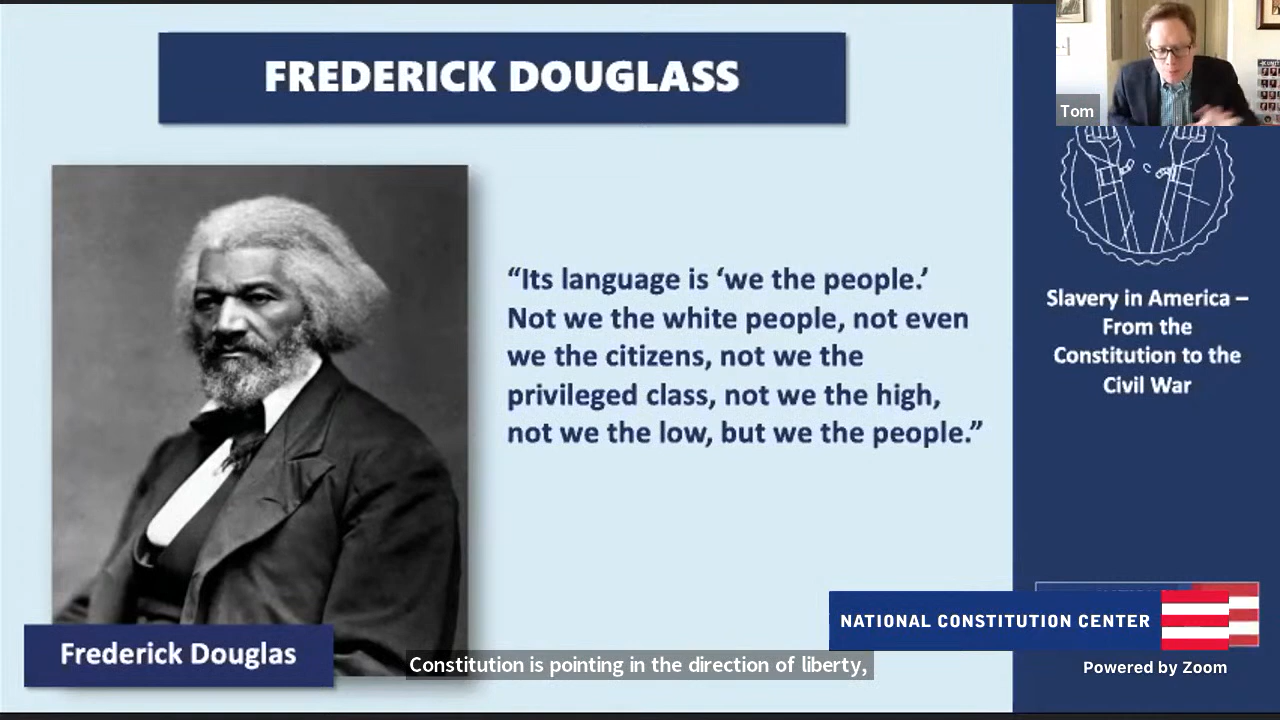 FREDERICK DOUGLASS
Tom
“Its language is ‘we the people.’
Not we the white people, not even
we the citizens, not we the
privileged class, not we the high,
not we the low, but we the people.”
Slavery in America –
From the
Constitution to the
Civil War
NATIONAL CONSTITUTION CENTER
Frederick Douglas
Constitution is pointing in the direction of liberty,
Powered by Zoom